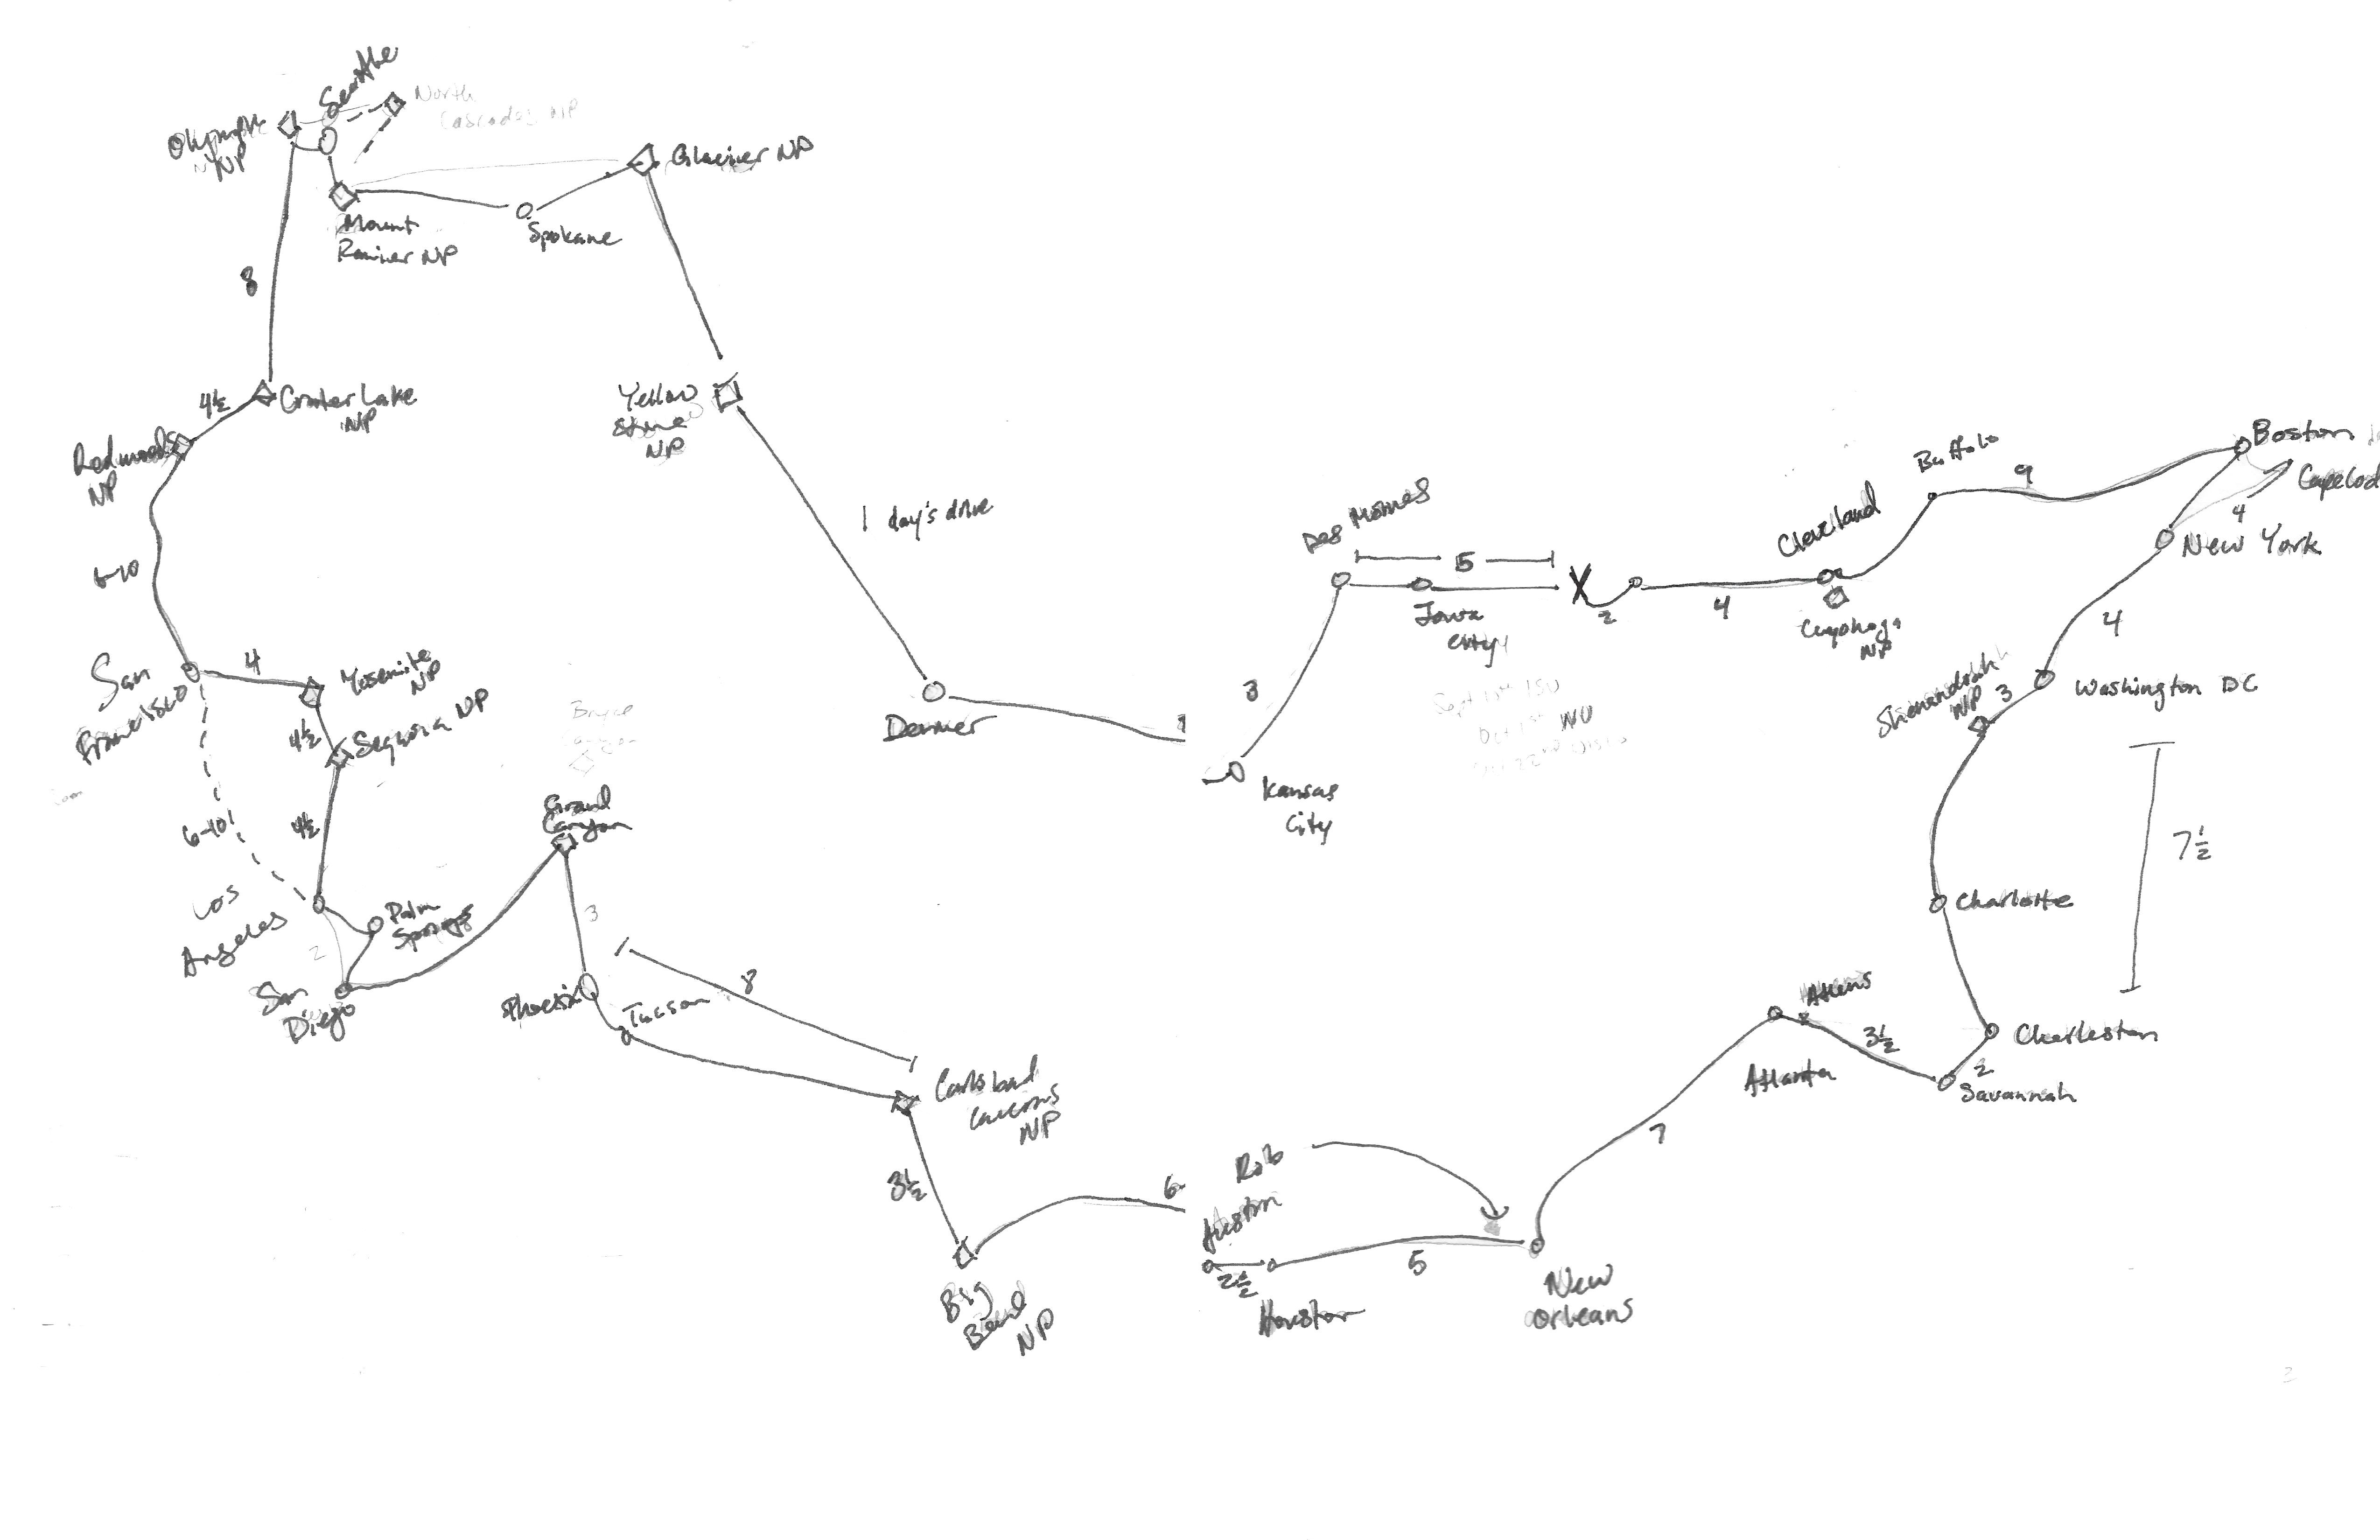 Seattle
North
Cascades NP
Olympic
NP
Glacier NP
Mount
Rainier NP
Spokane
8
4½
Crater Lake
NP
Redwoods
NP
Yellow
stone
NP
1 day's drive
6-10
San
Francisco
4
Yosemite
NP
4½
Sequoia NP
4½
6-10
Los
Angeles
2
Palm
Springs
San
Diego
Bryce
Canyon
Grand
Canyon
3
Phoenix
Tucson
8
Carlsbad
Caverns
NP
3½
Big
Bend
NP
6
Denver
Kansas
City
3
Des Moines
5
Iowa
City
Sept ISU
Oct 1st NU
X
2
4
Cleveland
Cuyahoga
NP
Buffalo
9
Boston
Cape Cod
4
New York
4
Washington DC
3
Shenandoah
NP
7½
Charlotte
Charleston
2
Savannah
3½
Athens
Atlanta
7
New
Orleans
Rob
5
Austin
2½
Houston